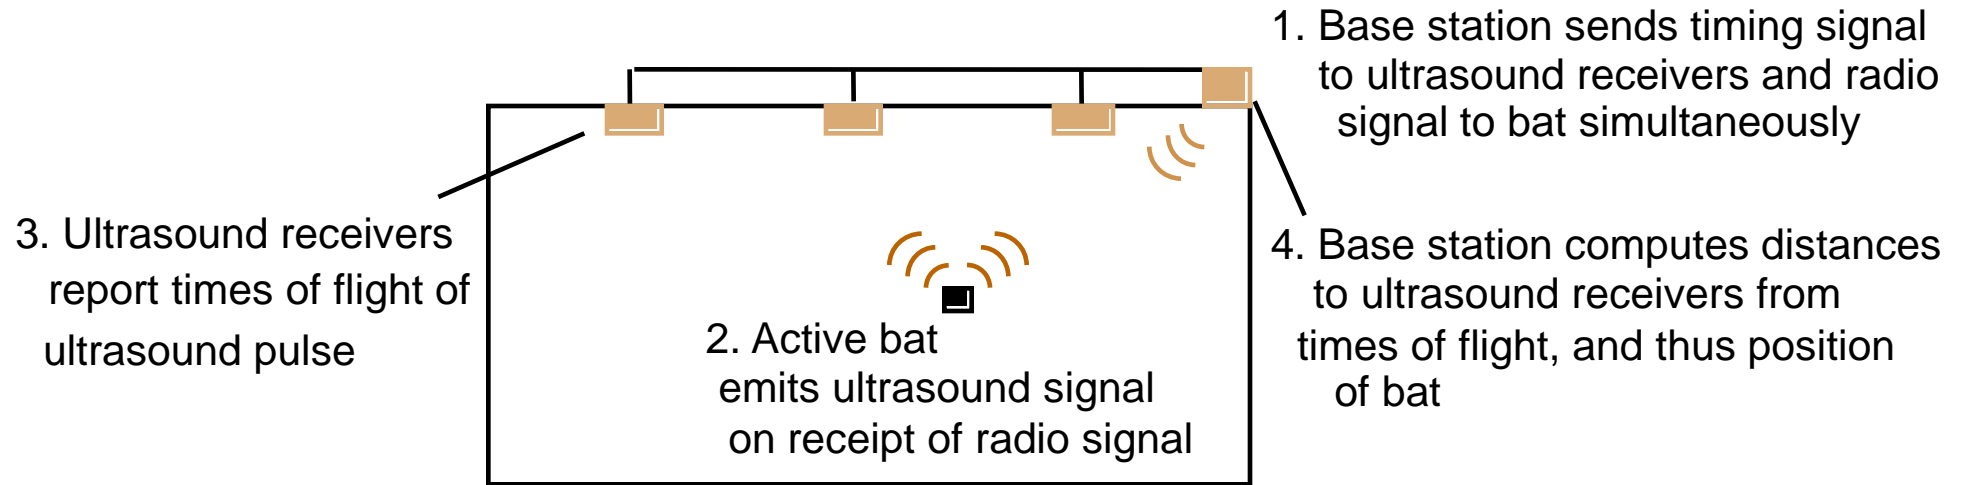 1. Base station sends timing signal
to ultrasound receivers and radio
signal to bat simultaneously
3. Ultrasound receivers
report times of flight of
ultrasound pulse
2. Active bat
emits ultrasound signal
on receipt of radio signal
4. Base station computes distances
to ultrasound receivers from
times of flight, and thus position
of bat